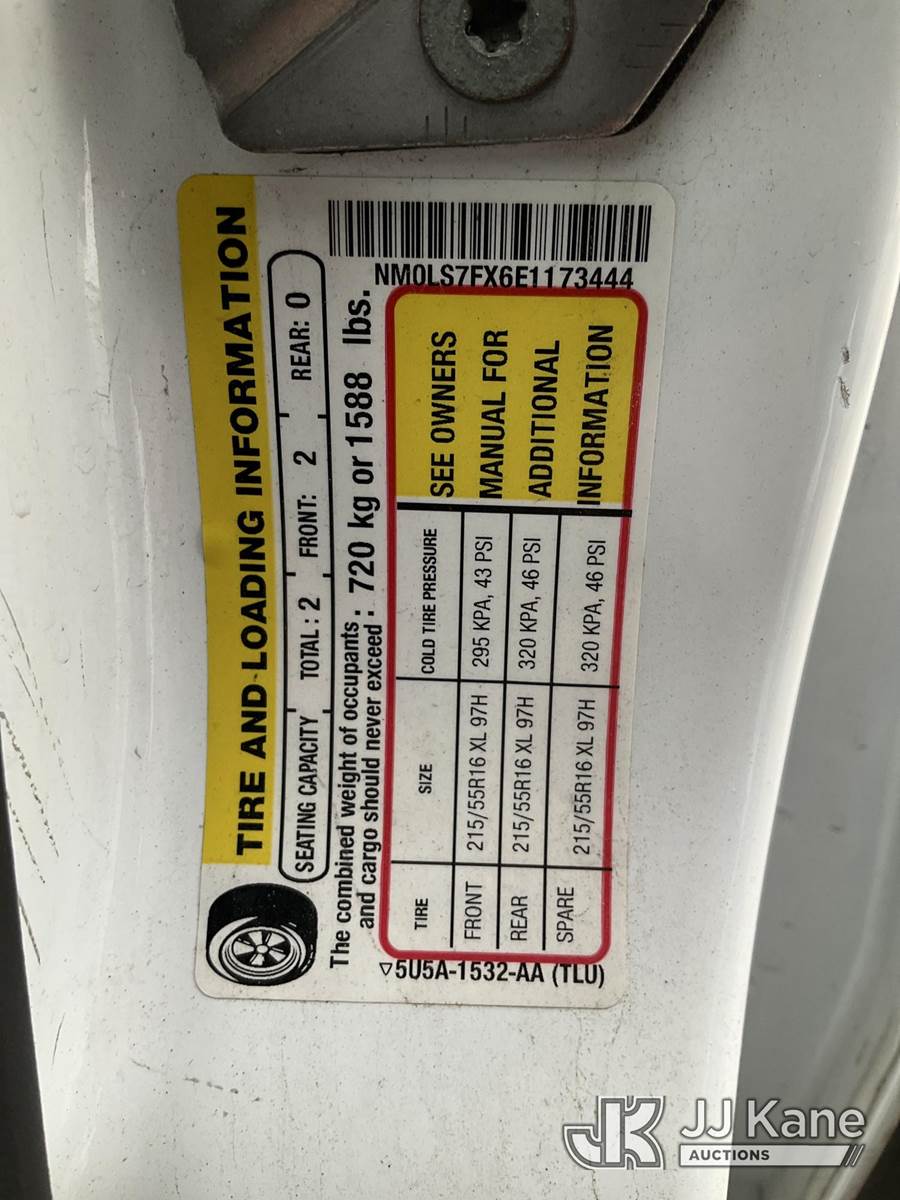 TIRE AND LOADING INFORMATION
SEATING CAPACITY TOTAL: 2 FRONT: 2 REAR: 0
The combined weight of occupants
and cargo should never exceed : 720 kg or 1588 lbs.
TIRE SIZE COLD TIRE PRESSURE
FRONT 215/55R16 XL 97H 295 KPA, 43 PSI
REAR 215/55R16 XL 97H 320 KPA, 46 PSI
SPARE 215/55R16 XL 97H 320 KPA, 46 PSI
SEE OWNERS
MANUAL FOR
ADDITIONAL
INFORMATION
▽5U5A-1532-AA (TLU)
NM0LS7FX6E1173444
JK JJ Kane
AUCTIONS